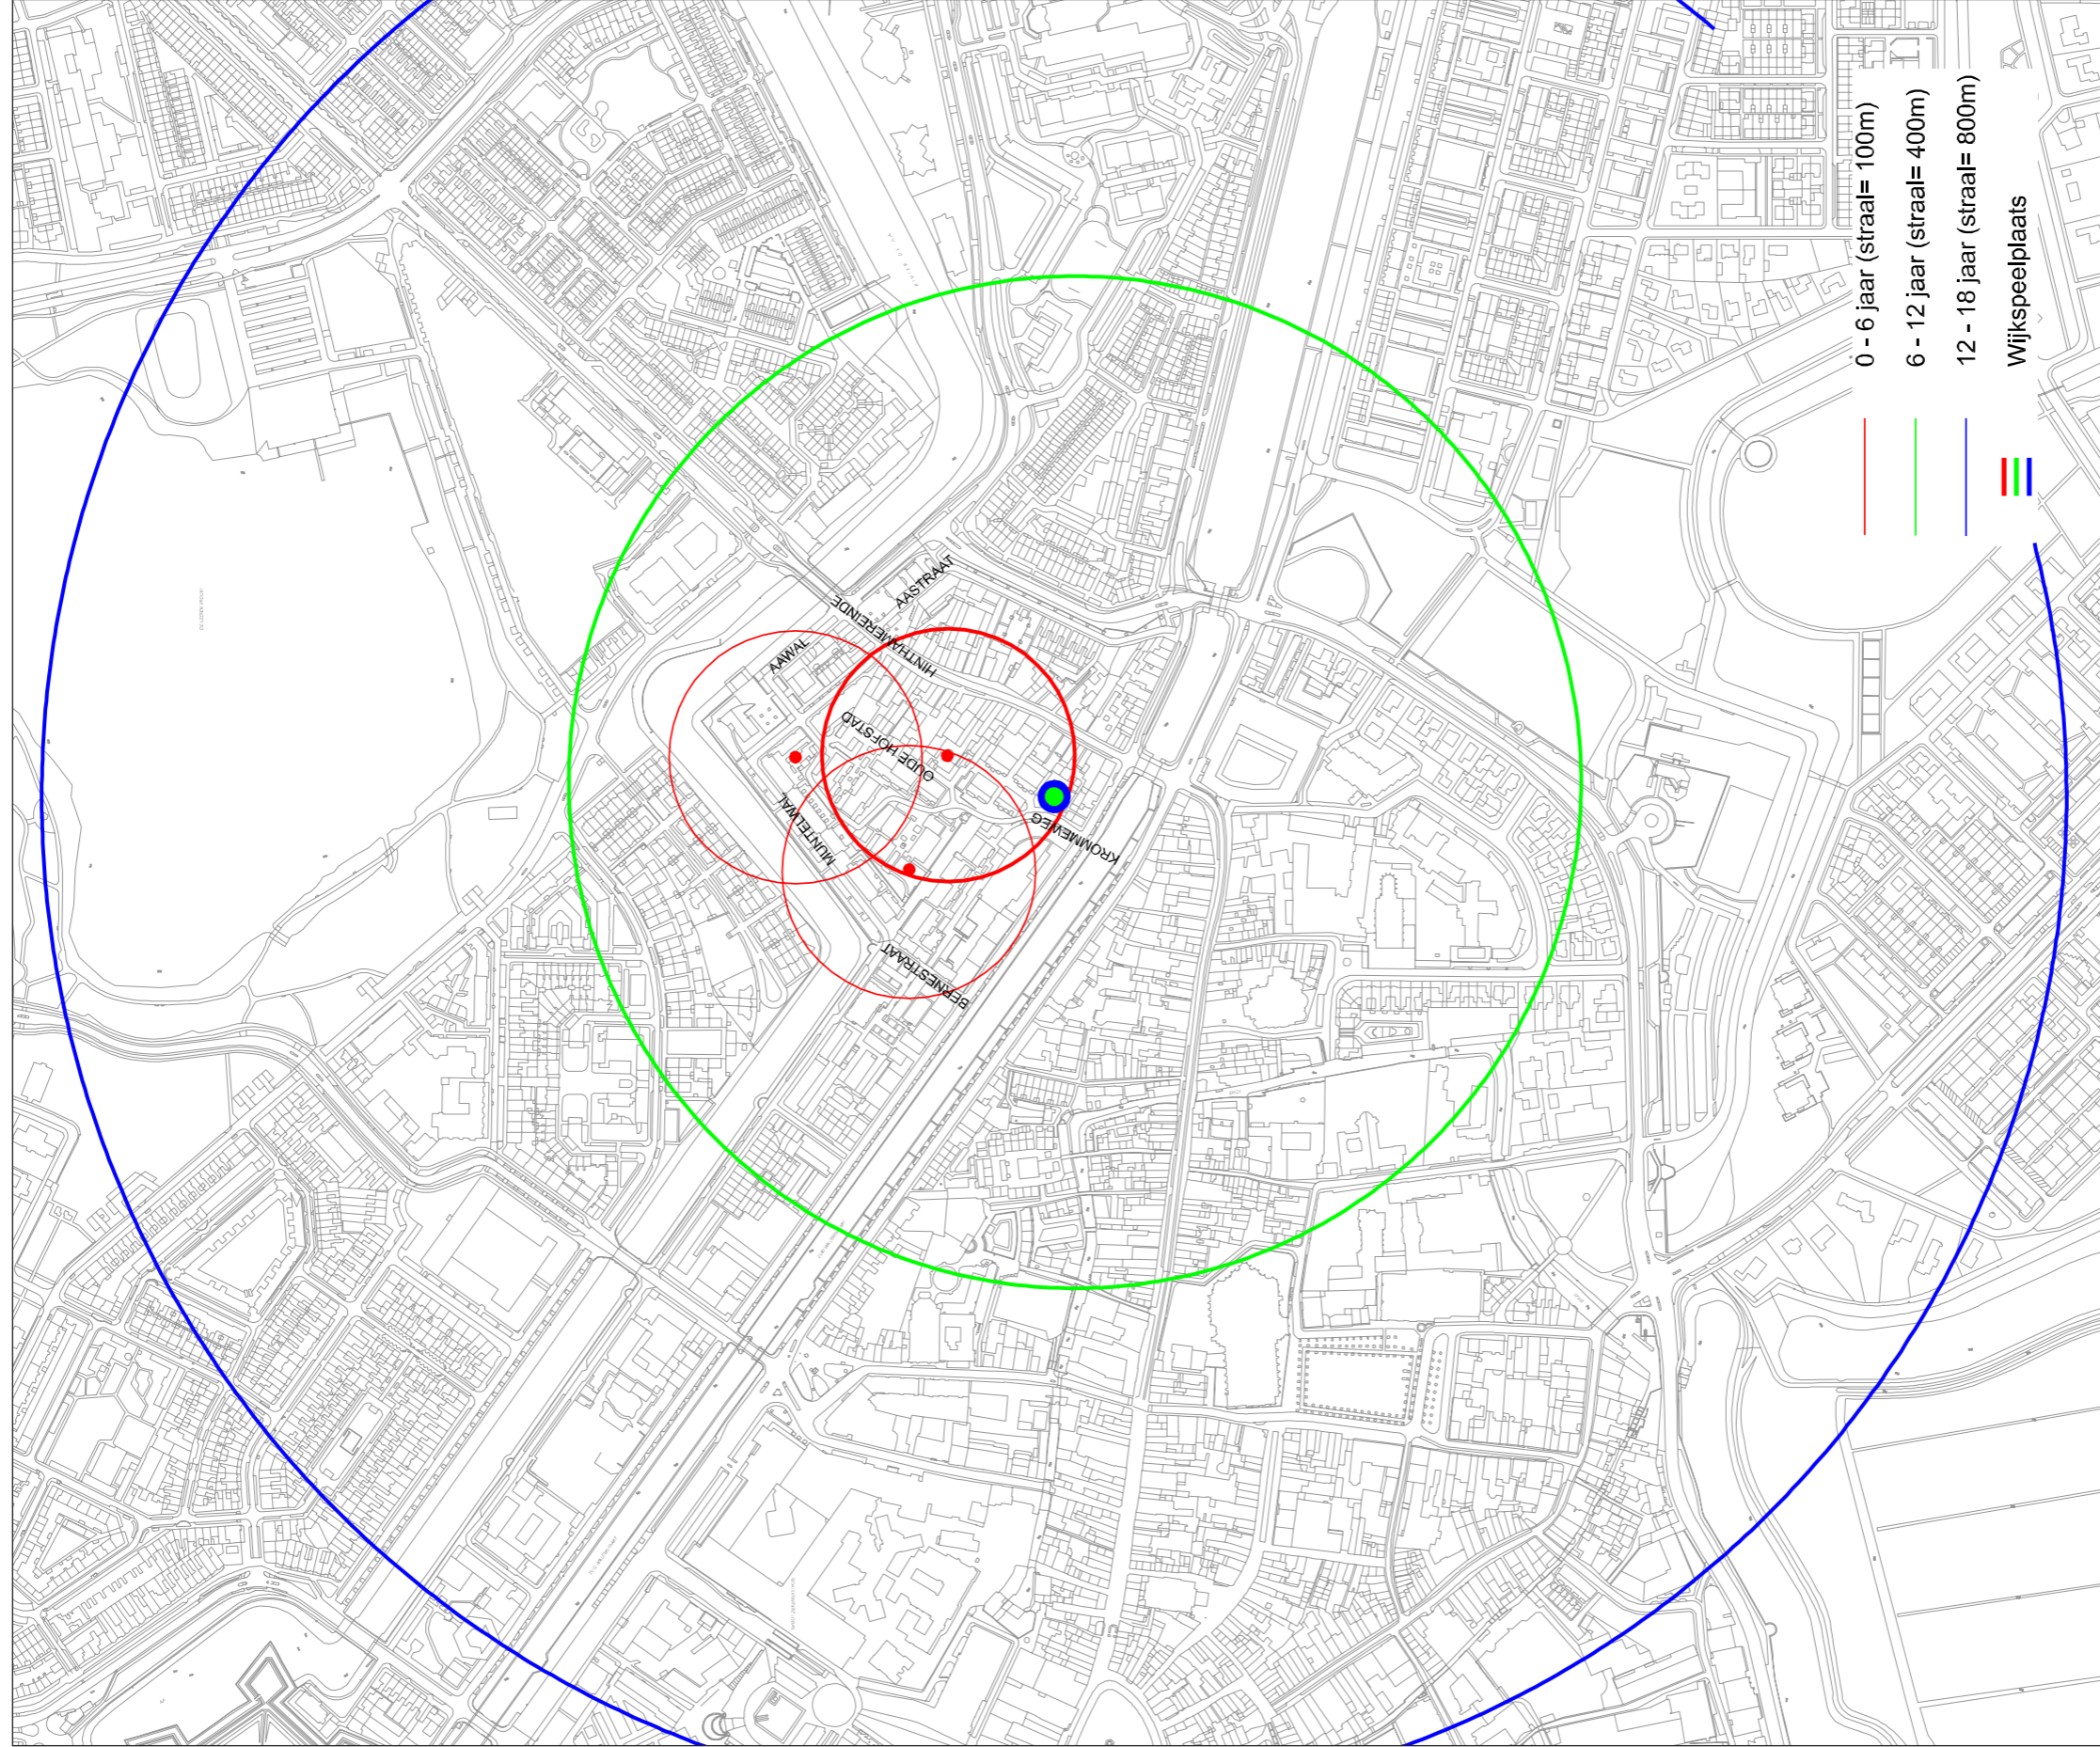 AASTRAAT
HINTHAMEREINDE
AAWAL
OUDE HOFSTAD
MUNTELWAL
KROMMEWEG
BERNESTRAAT
0 - 6 jaar (straal= 100m)
6 - 12 jaar (straal= 400m)
12 - 18 jaar (straal= 800m)
Wijkspeelplaats